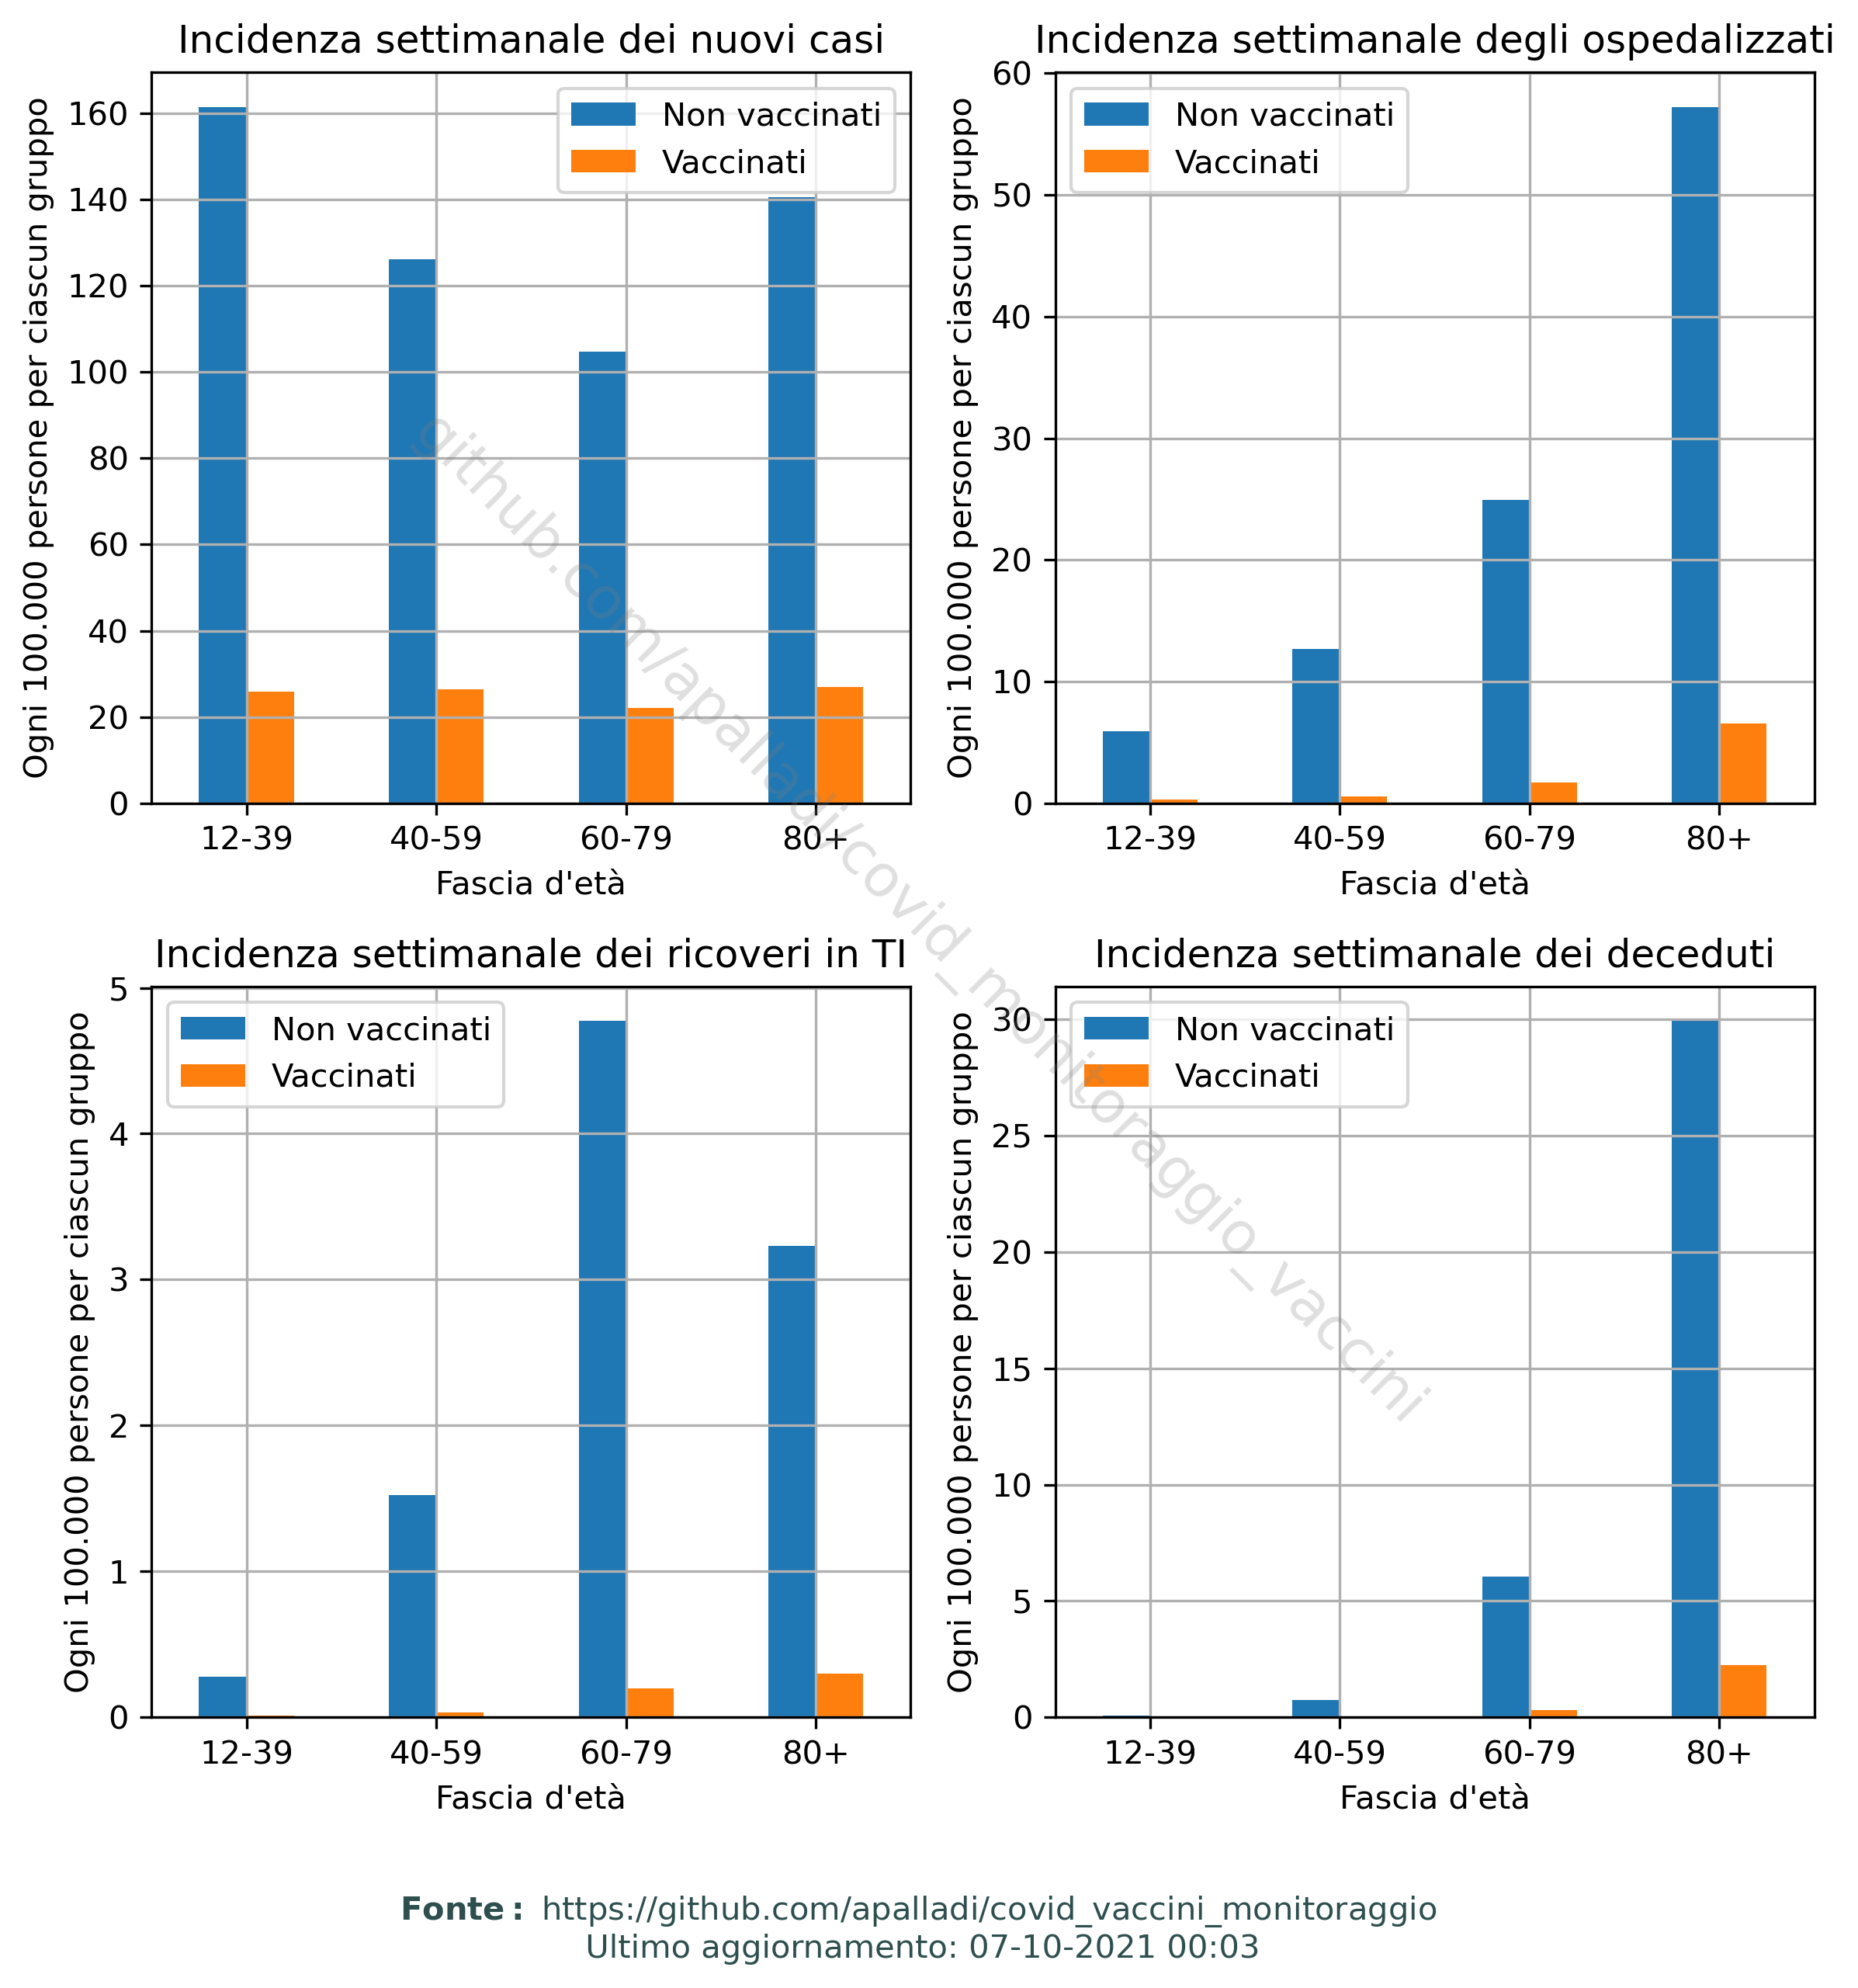 Incidenza settimanale dei nuovi casi
Ogni 100.000 persone per ciascun gruppo
160
140
120
100
80
60
40
20
0
Non vaccinati
Vaccinati
12-39
40-59
60-79
80+
Fascia d'età
Incidenza settimanale degli ospedalizzati
Ogni 100.000 persone per ciascun gruppo
60
50
40
30
20
10
0
Non vaccinati
Vaccinati
12-39
40-59
60-79
80+
Fascia d'età
Incidenza settimanale dei ricoveri in TI
Ogni 100.000 persone per ciascun gruppo
5
4
3
2
1
0
Non vaccinati
Vaccinati
12-39
40-59
60-79
80+
Fascia d'età
Incidenza settimanale dei deceduti
Ogni 100.000 persone per ciascun gruppo
30
25
20
15
10
5
0
Non vaccinati
Vaccinati
12-39
40-59
60-79
80+
Fascia d'età
github.com/apalladi/covid_monitoraggio_vaccini
Fonte: https://github.com/apalladi/covid_vaccini_monitoraggio
Ultimo aggiornamento: 07-10-2021 00:03